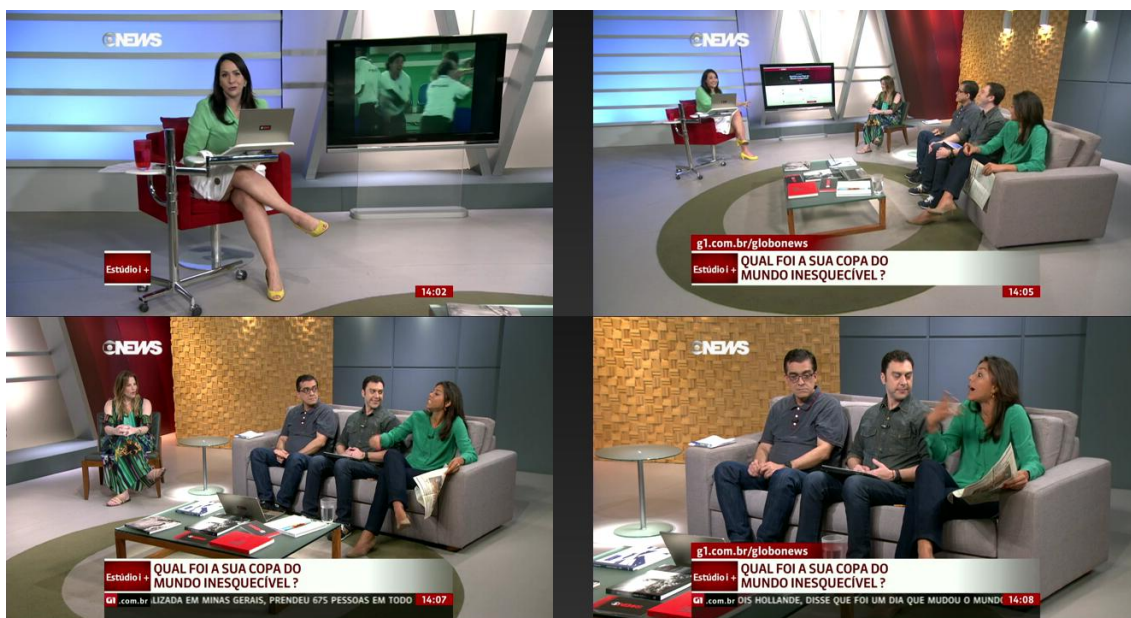 GNEWS
Estúdio i +
14:02
GNEWS
g1.com.br/globonews
Estúdio i +
QUAL FOI A SUA COPA DO
MUNDO INESQUECÍVEL?
14:05
GNEWS
Estúdio i +
QUAL FOI A SUA COPA DO
MUNDO INESQUECÍVEL?
G1.com.br LIZADA EM MINAS GERAIS, PRENDEU 675 PESSOAS EM TODO 14:07
GNEWS
g1.com.br/globonews
Estúdio i +
QUAL FOI A SUA COPA DO
MUNDO INESQUECÍVEL?
G1.com.br OIS HOLLANDE, DISSE QUE FOI UM DIA QUE MUDOU O MUNDO 14:08